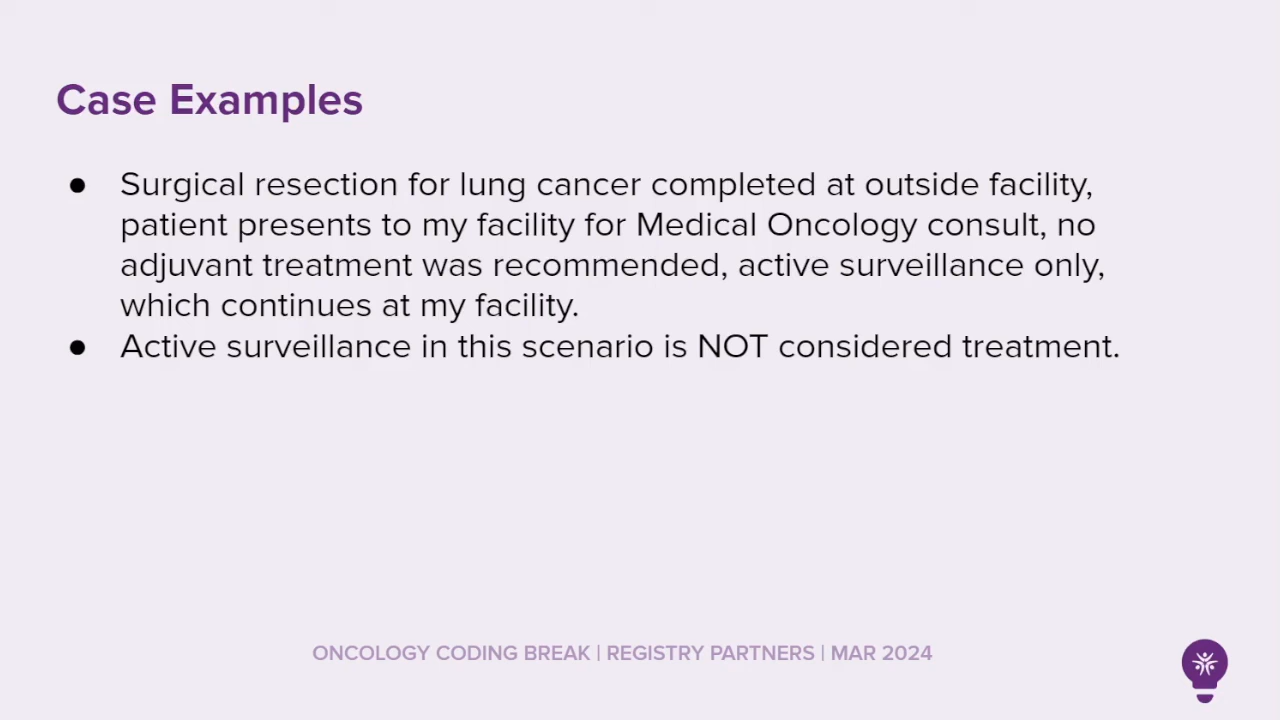 Case Examples
● Surgical resection for lung cancer completed at outside facility,
patient presents to my facility for Medical Oncology consult, no
adjuvant treatment was recommended, active surveillance only,
which continues at my facility.
● Active surveillance in this scenario is NOT considered treatment.
ONCOLOGY CODING BREAK | REGISTRY PARTNERS | MAR 2024